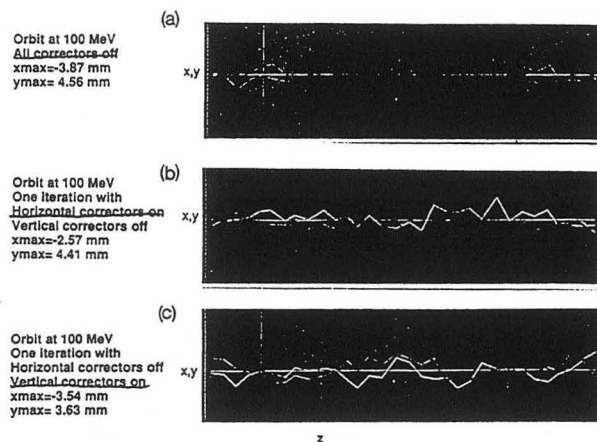 (a)
Orbit at 100 MeV
All correctors off
xmax=-3.87 mm
ymax= 4.56 mm
x,y
(b)
Orbit at 100 MeV
One iteration with
Horizontal correctors on
Vertical correctors off
xmax=-2.57 mm
ymax= 4.41 mm
x,y
(c)
Orbit at 100 MeV
One iteration with
Horizontal correctors off
Vertical correctors on
xmax=-3.54 mm
ymax= 3.63 mm
x,y
z